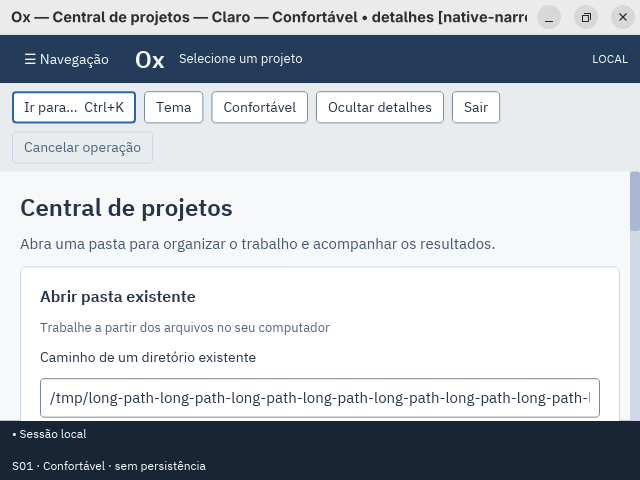 Ox — Central de projetos — Claro — Confortável • detalhes [native-narr
☰ Navegação Ox Selecione um projeto LOCAL
Ir para... Ctrl+K Tema Confortável Ocultar detalhes Sair
Cancelar operação
Central de projetos
Abra uma pasta para organizar o trabalho e acompanhar os resultados.
Abrir pasta existente
Trabalhe a partir dos arquivos no seu computador
Caminho de um diretório existente
/tmp/long-path-long-path-long-path-long-path-long-path-long-path-long-path-
• Sessão local
S01 · Confortável · sem persistência